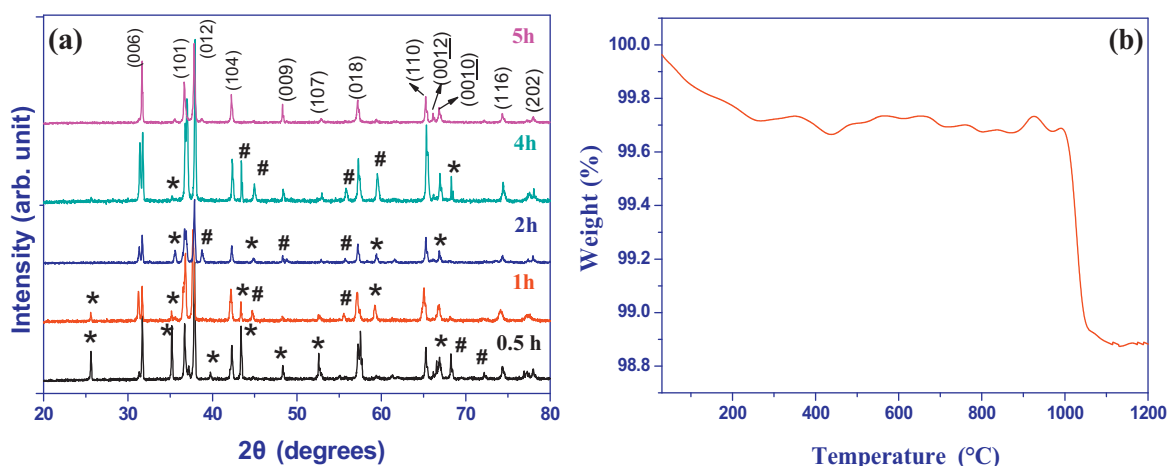 (a)
5h
(006)
(101)
(012)
(104)
(009)
(107)
(018)
(110)
(0012)
(0010)
(116)
(202)
4h
* # # # # *
2h
* # * # # * *
1h
* * * # # *
0.5 h
* * * * * * * * # #
Intensity (arb. unit)
20 30 40 50 60 70 80
2θ (degrees)
(b)
100.0
99.8
99.6
99.4
99.2
99.0
98.8
Weight (%)
200 400 600 800 1000 1200
Temperature (°C)